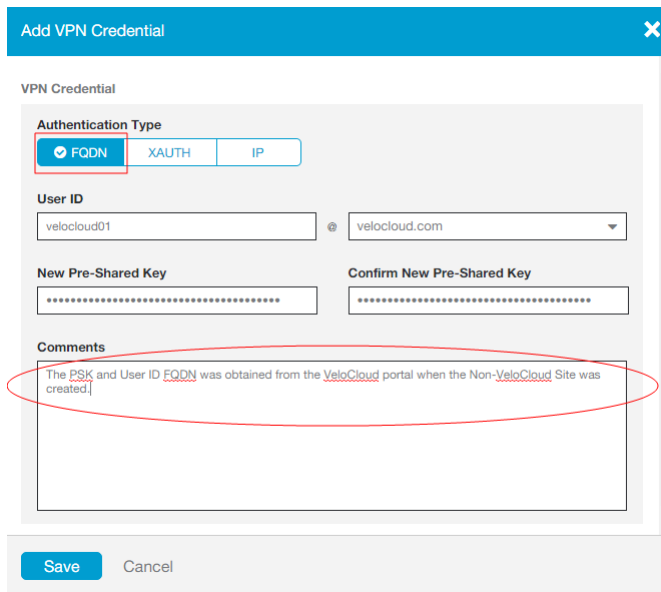 Add VPN Credential
VPN Credential
Authentication Type
FQDN XAUTH IP
User ID
velocloud01 @ velocloud.com
New Pre-Shared Key Confirm New Pre-Shared Key
Comments
The PSK and User ID FQDN was obtained from the VeloCloud portal when the Non-VeloCloud Site was
created.
Save Cancel